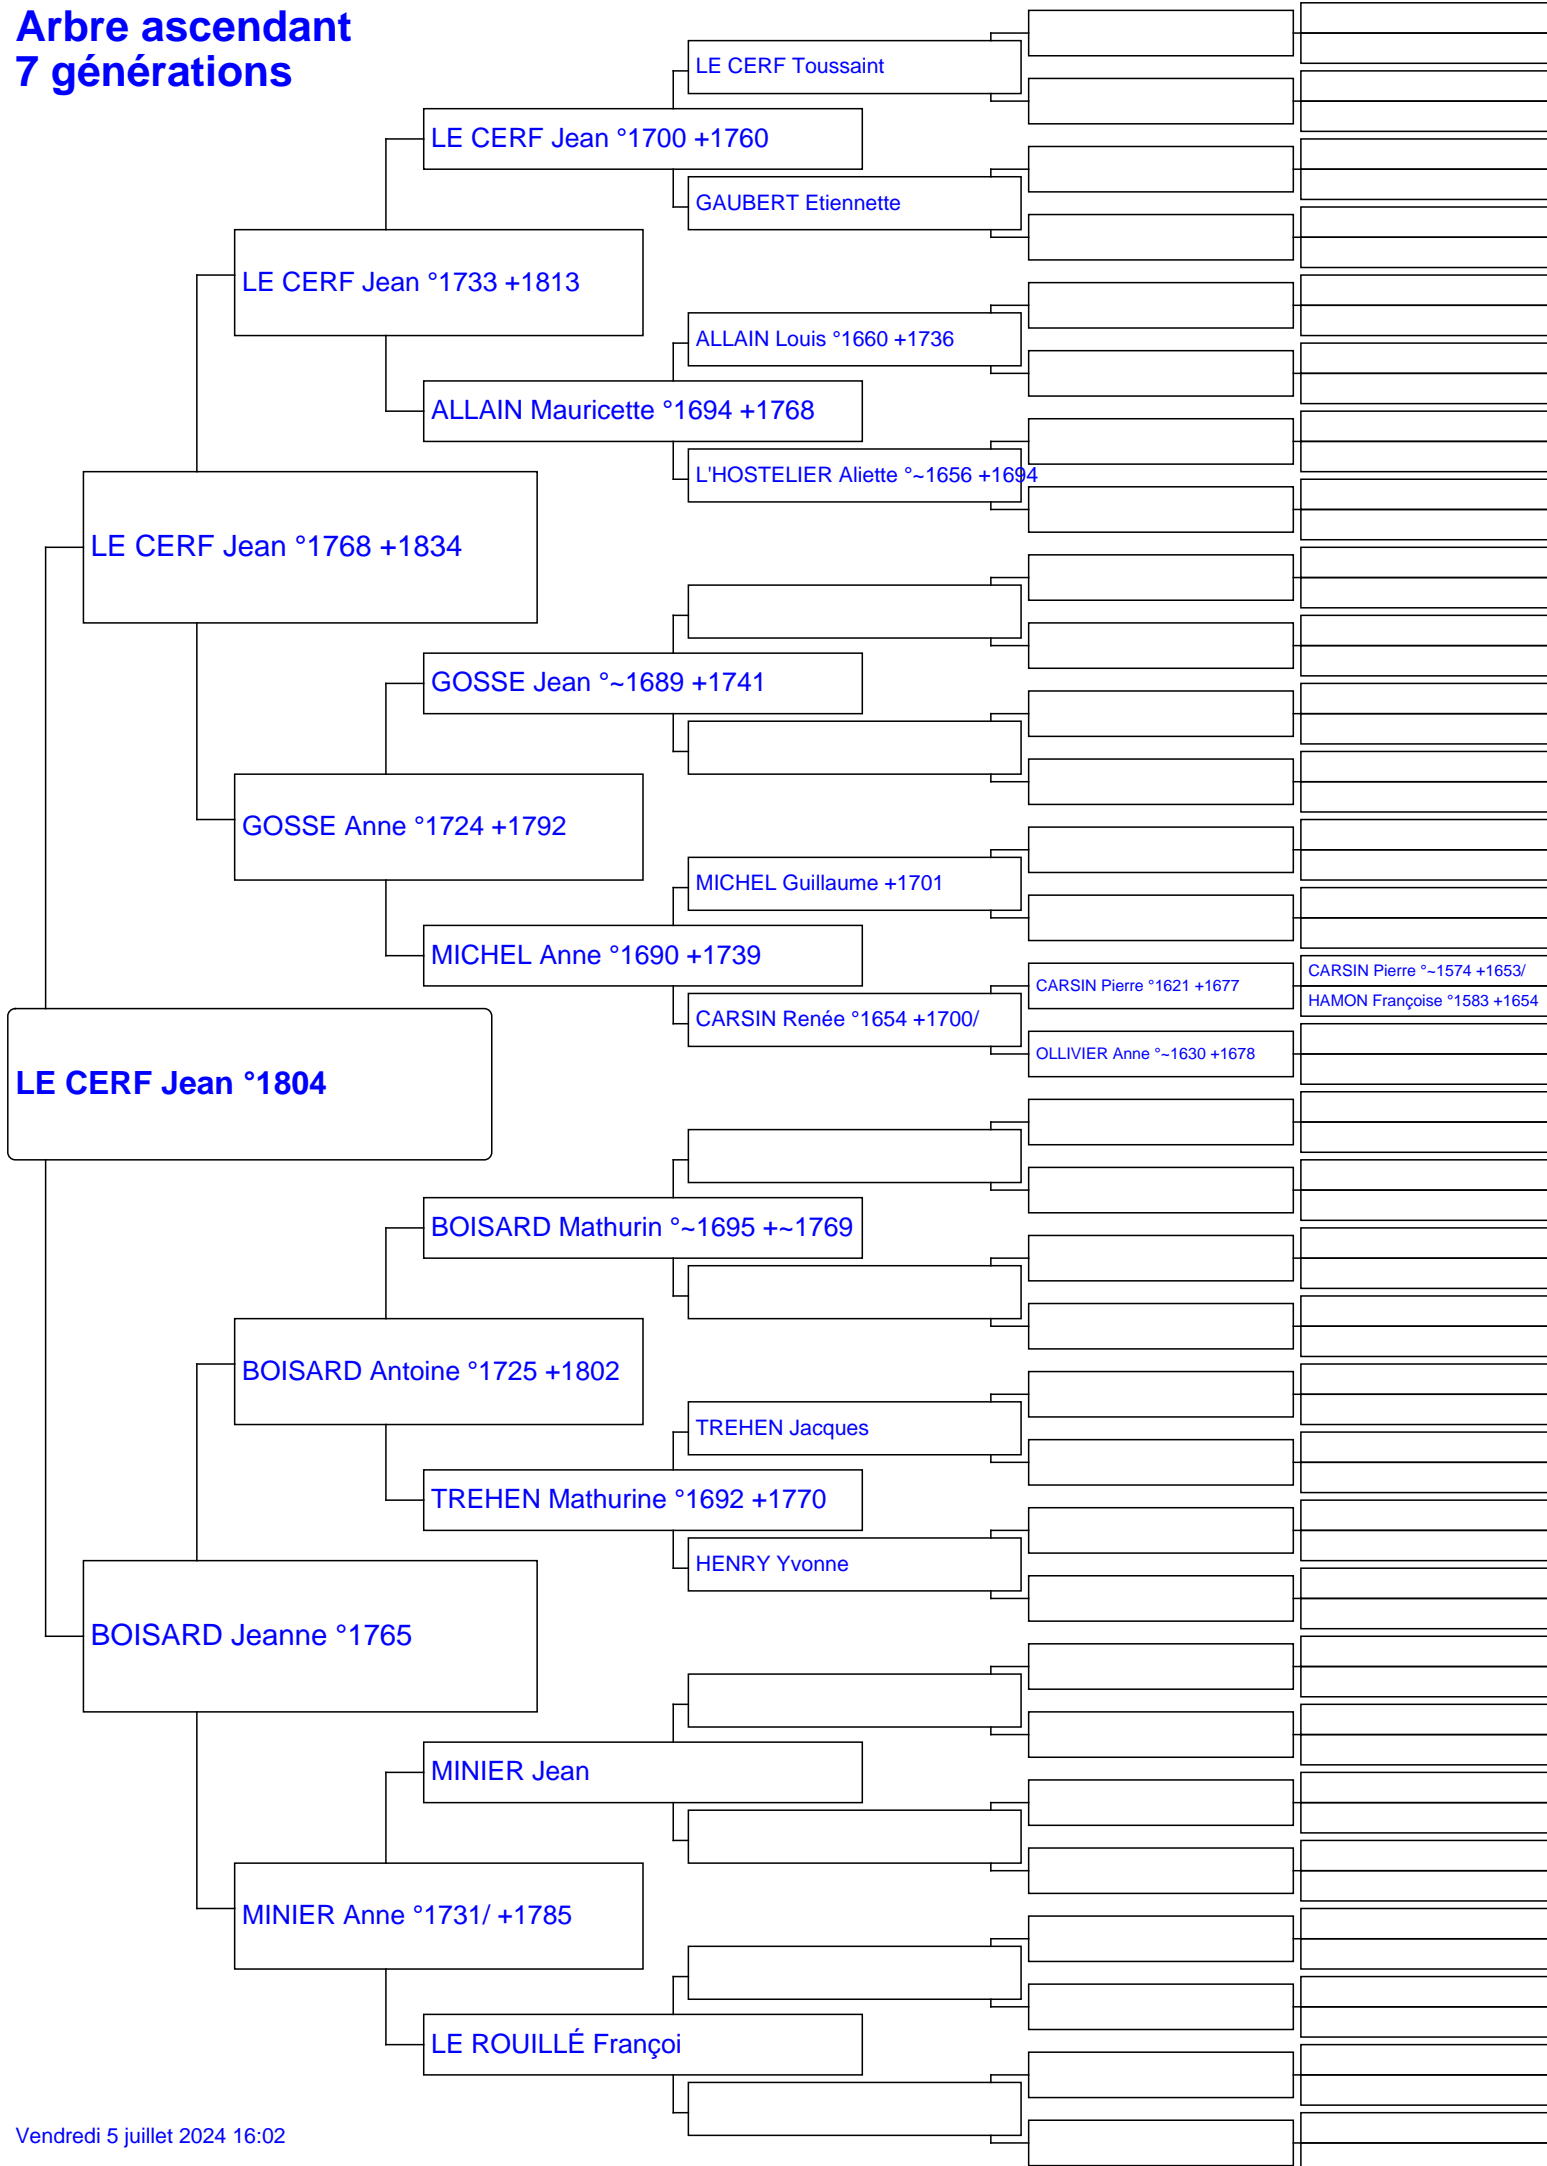 Arbre ascendant
7 générations
LE CERF Toussaint
LE CERF Jean °1700 +1760
GAUBERT Etiennette
LE CERF Jean °1733 +1813
ALLAIN Louis °1660 +1736
ALLAIN Mauricette °1694 +1768
L'HOSTELIER Aliette °~1656 +1694
LE CERF Jean °1768 +1834
GOSSE Jean °~1689 +1741
GOSSE Anne °1724 +1792
MICHEL Guillaume +1701
MICHEL Anne °1690 +1739
CARSIN Pierre °~1574 +1653/
CARSIN Pierre °1621 +1677
HAMON Françoise °1583 +1654
CARSIN Renée °1654 +1700/
OLLIVIER Anne °~1630 +1678
LE CERF Jean °1804
BOISARD Mathurin °~1695 +~1769
BOISARD Antoine °1725 +1802
TREHEN Jacques
TREHEN Mathurine °1692 +1770
HENRY Yvonne
BOISARD Jeanne °1765
MINIER Jean
MINIER Anne °1731/ +1785
LE ROUILLÉ Françoi
Vendredi 5 juillet 2024 16:02